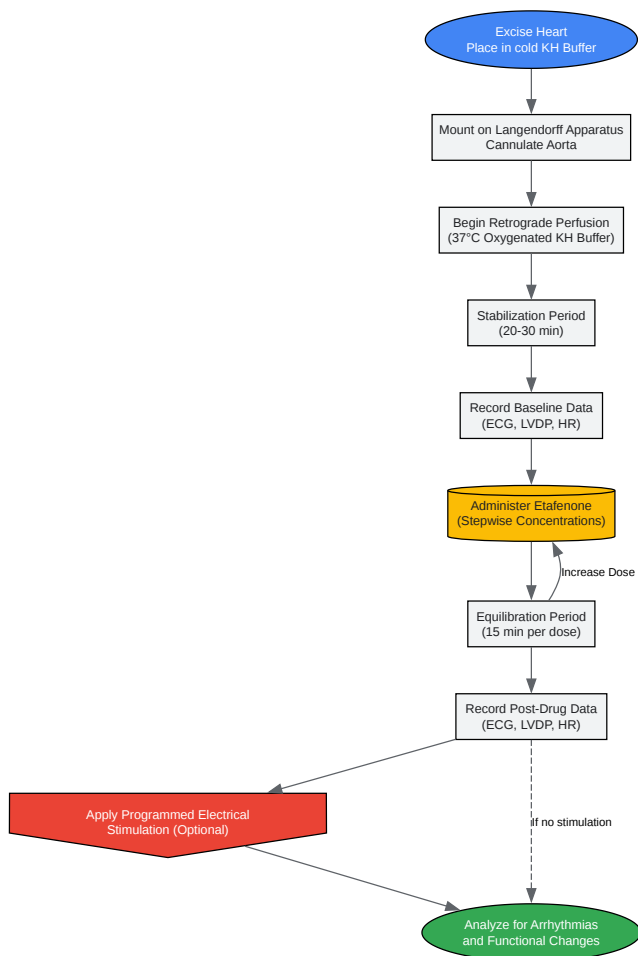 Excise Heart
Place in cold KH Buffer
Mount on Langendorff Apparatus
Cannulate Aorta
Begin Retrograde Perfusion
(37°C Oxygenated KH Buffer)
Stabilization Period
(20-30 min)
Record Baseline Data
(ECG, LVDP, HR)
Administer Etafenone
(Stepwise Concentrations)
Increase Dose
Equilibration Period
(15 min per dose)
Record Post-Drug Data
(ECG, LVDP, HR)
Apply Programmed Electrical
Stimulation (Optional)
If no stimulation
Analyze for Arrhythmias
and Functional Changes